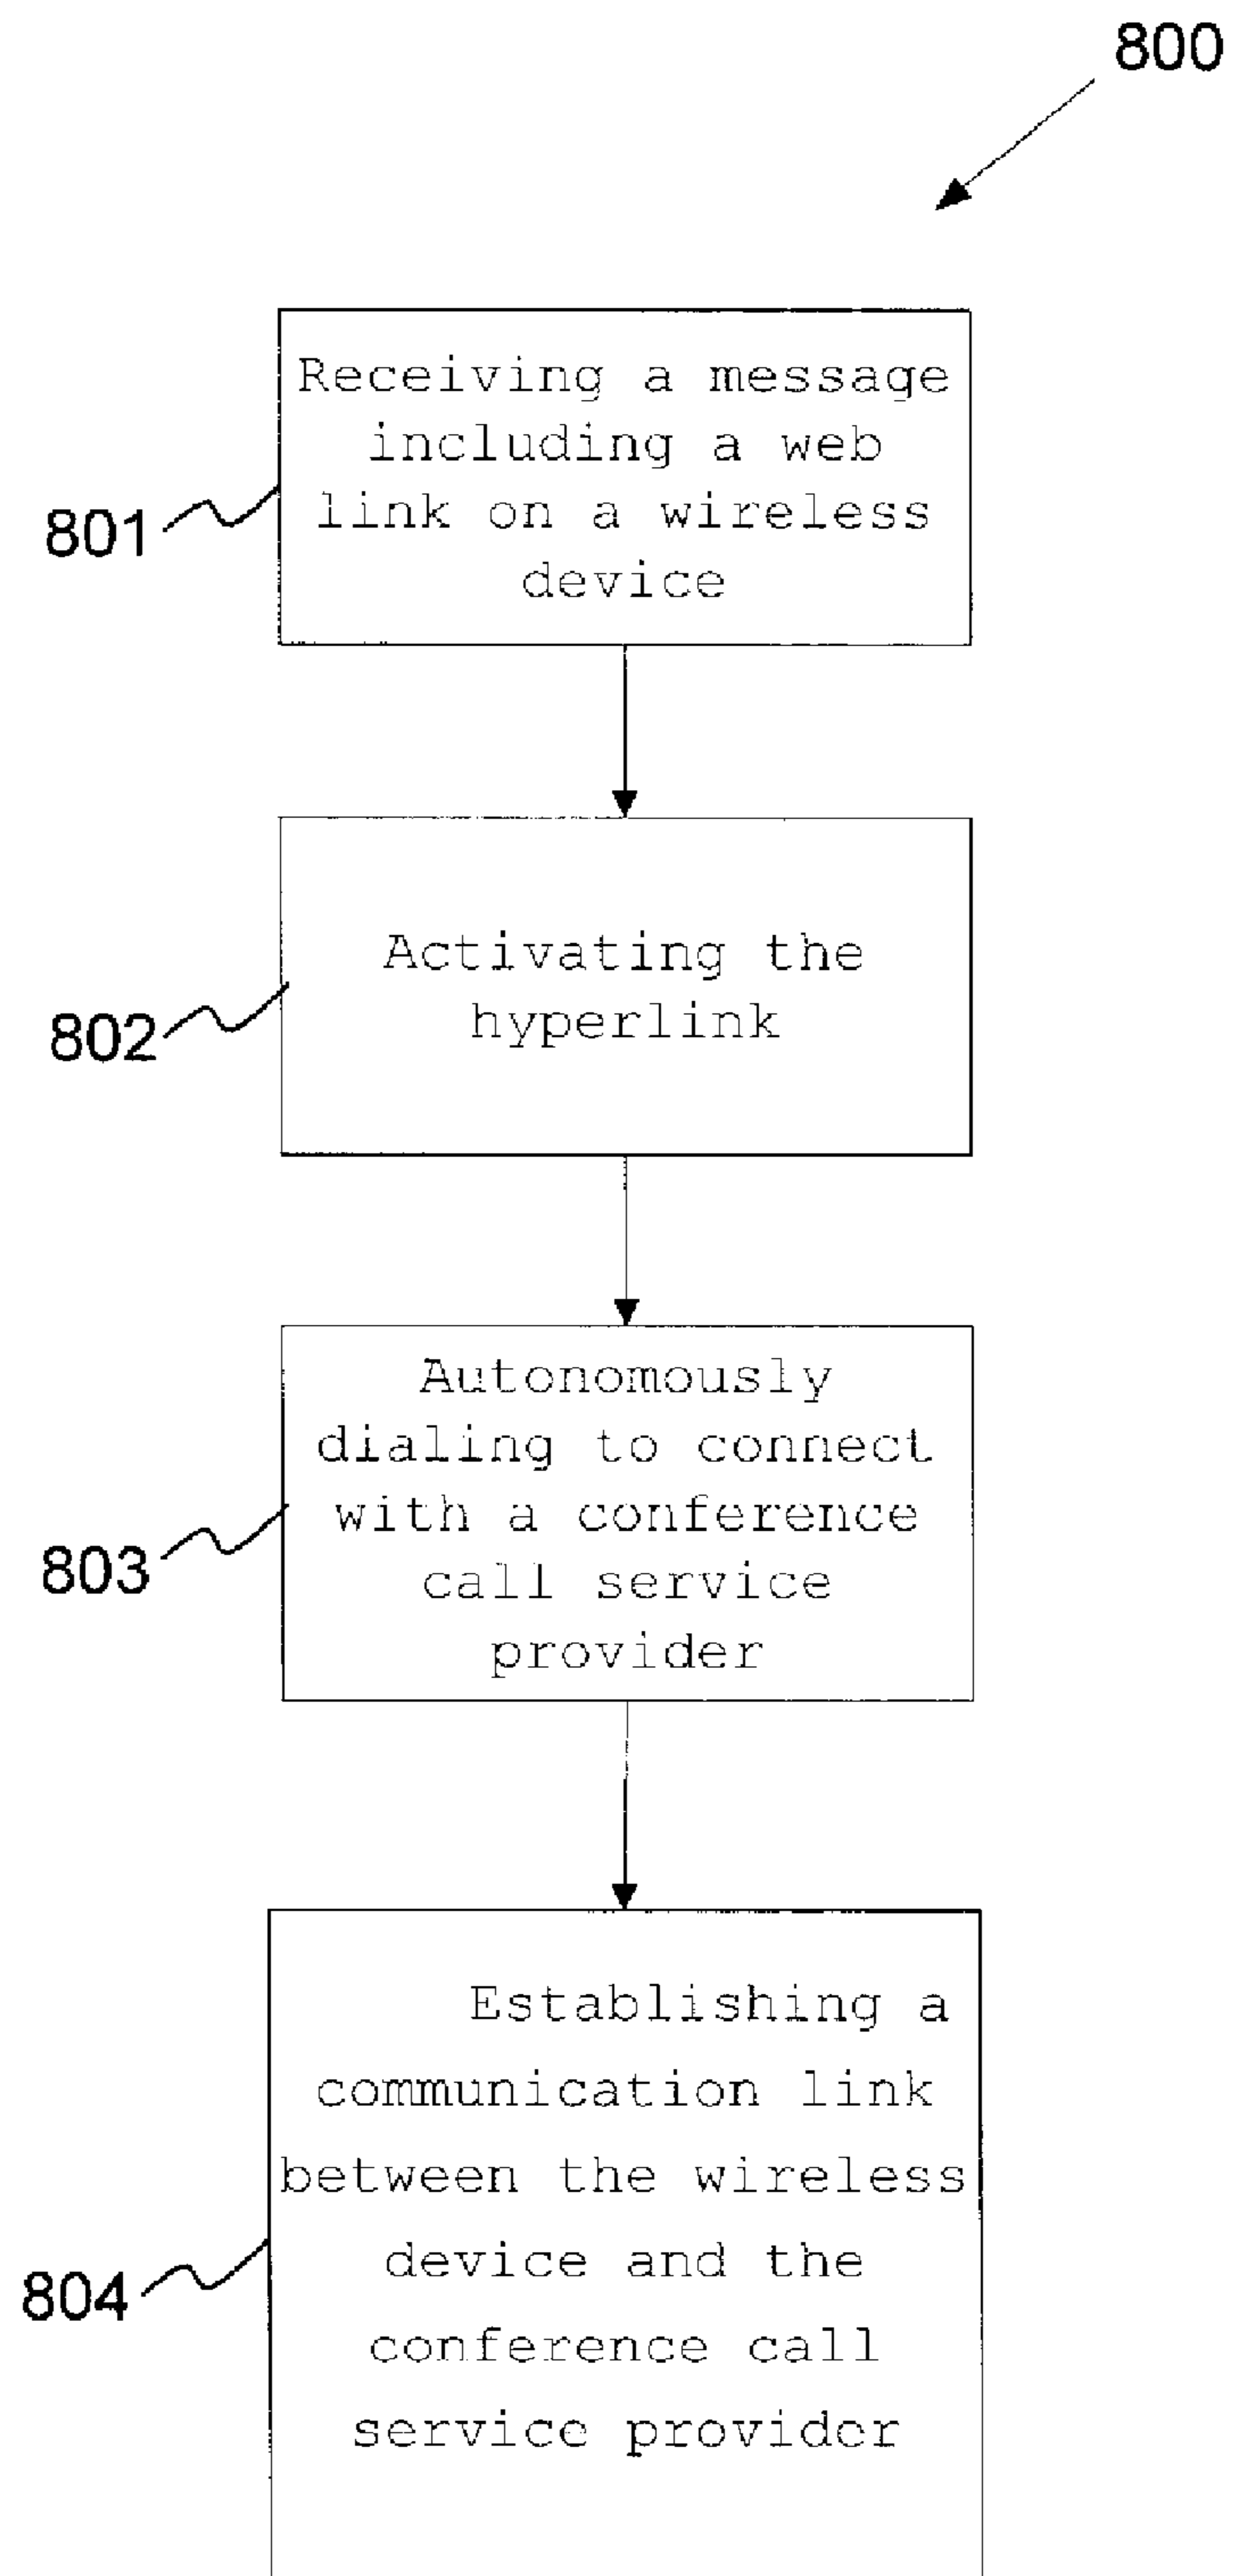 800
Receiving a message
including a web
link on a wireless
device
801
Activating the
hyperlink
802
Autonomously
dialing to connect
with a conference
call service
provider
803
Establishing a
communication link
between the wireless
device and the
conference call
service provider
804